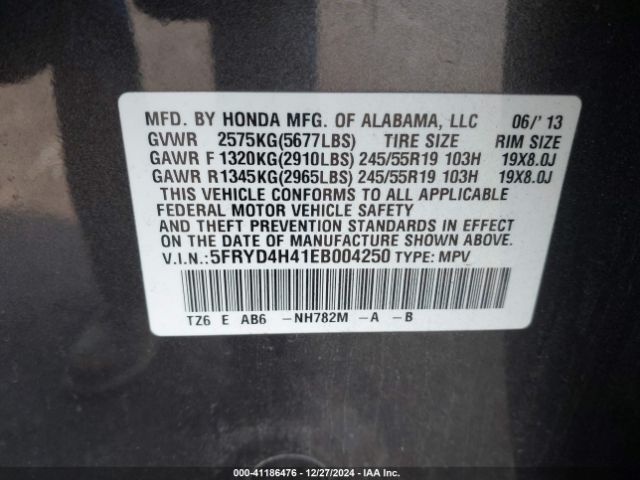 MFD. BY HONDA MFG. OF ALABAMA, LLC 06/'13
GVWR 2575KG(5677LBS) TIRE SIZE RIM SIZE
GAWR F 1320KG(2910LBS) 245/55R19 103H 19X8.0J
GAWR R 1345KG(2965LBS) 245/55R19 103H 19X8.0J
THIS VEHICLE CONFORMS TO ALL APPLICABLE
FEDERAL MOTOR VEHICLE SAFETY
AND THEFT PREVENTION STANDARDS IN EFFECT
ON THE DATE OF MANUFACTURE SHOWN ABOVE.
V.I.N.:5FRYD4H41EB004250 TYPE: MPV
TZ6 E AB6 -NH782M -A -B
000-41186476 - 12/27/2024 - IAA Inc.